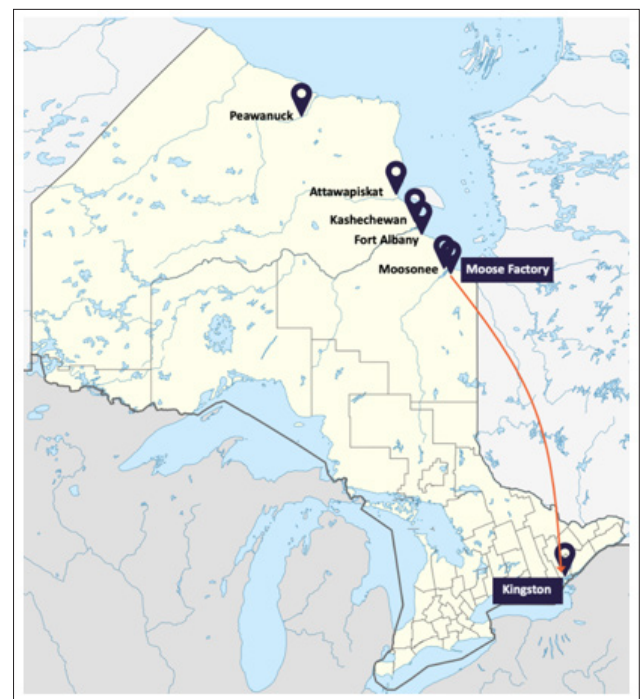 Peawanuck
Attawapiskat
Kashechewan
Fort Albany
Moosonee
Moose Factory
Kingston